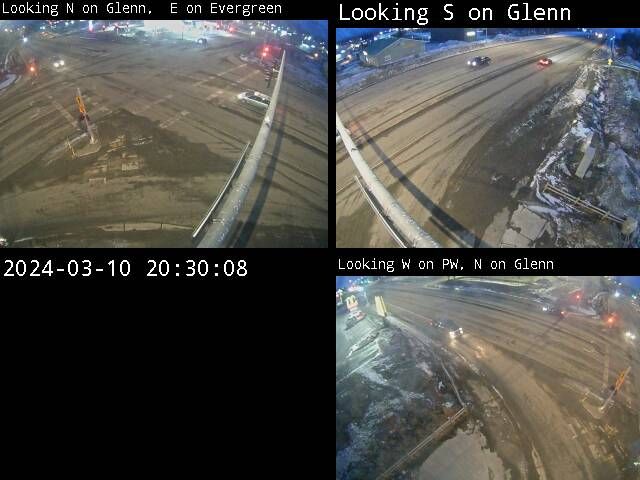 Looking N on Glenn,  E on Evergreen
Looking S on Glenn
2024-03-10 20:30:08
Looking W on PW, N on Glenn